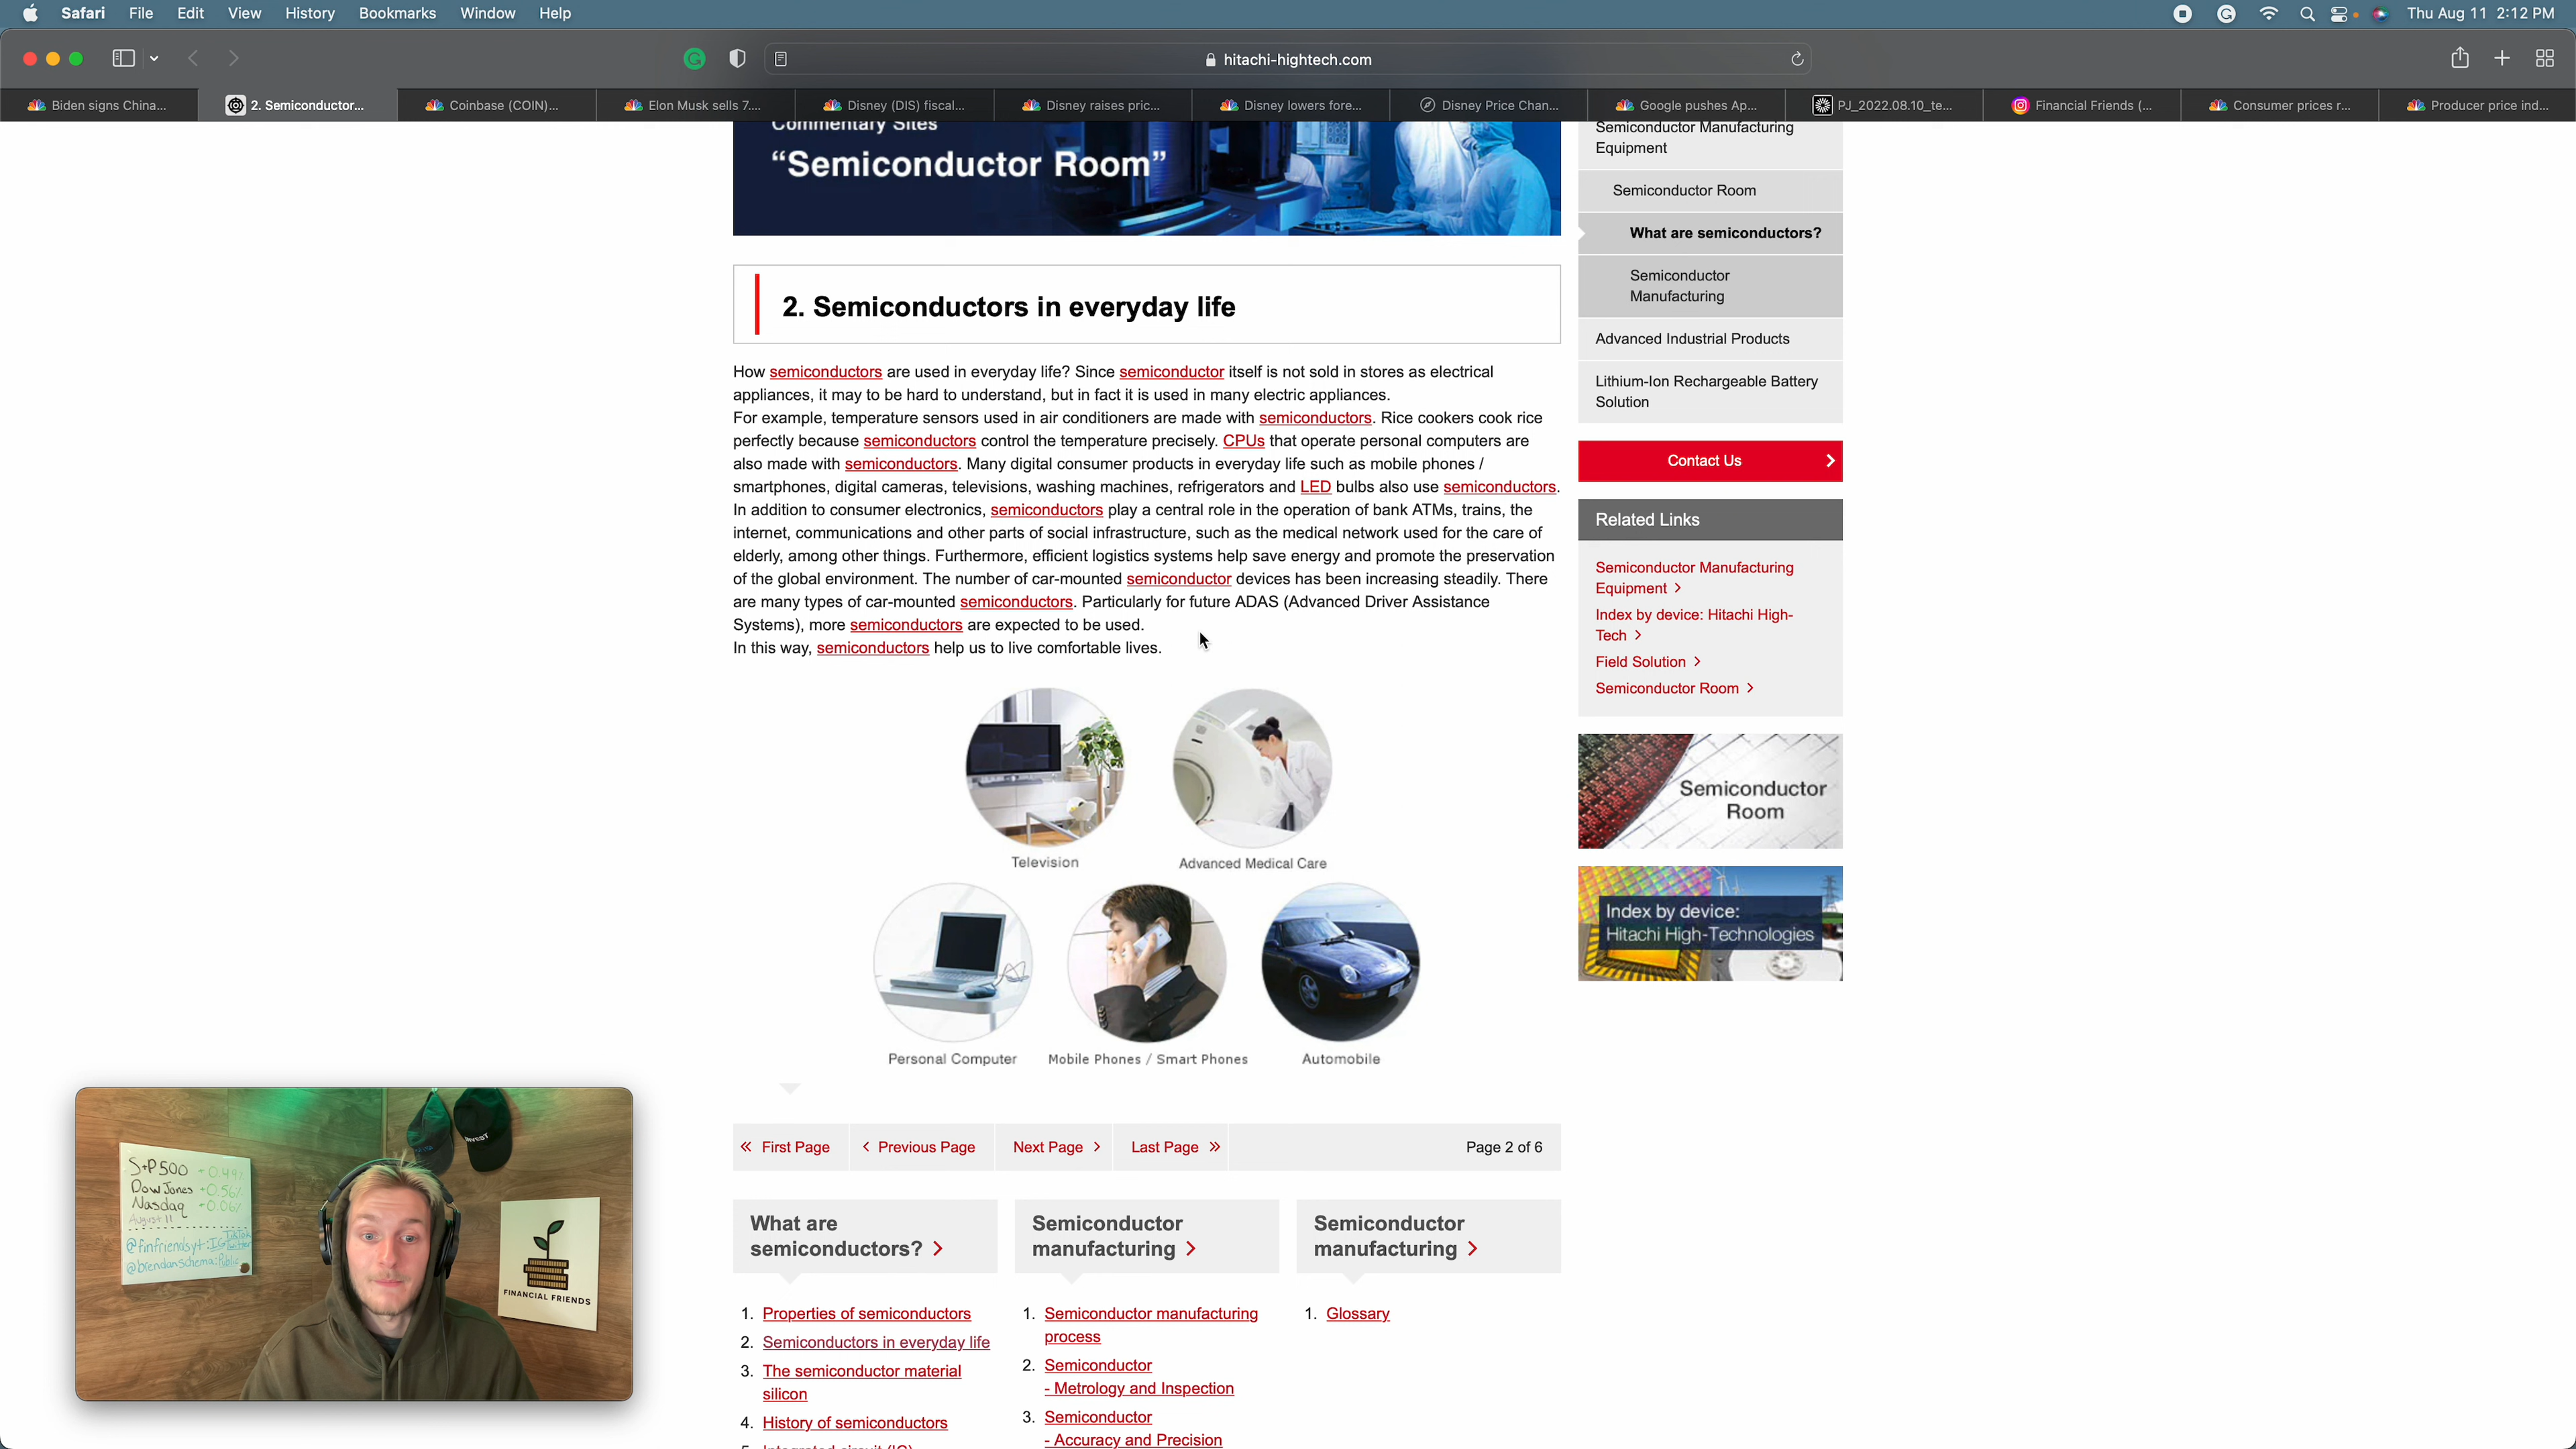 Safari File Edit View History Bookmarks Window Help
Thu Aug 11 2:12 PM
hitachi-hightech.com
Biden signs China...
2. Semiconductor...
Coinbase (COIN)...
Elon Musk sells 7....
Disney (DIS) fiscal...
Disney raises pric...
Disney lowers fore...
Disney Price Chan...
Google pushes Ap...
PJ_2022.08.10_te...
Financial Friends (...
Consumer prices r...
Producer price ind...
Commentary Sites
“Semiconductor Room”
2. Semiconductors in everyday life
How semiconductors are used in everyday life? Since semiconductor itself is not sold in stores as electrical
appliances, it may to be hard to understand, but in fact it is used in many electric appliances.
For example, temperature sensors used in air conditioners are made with semiconductors. Rice cookers cook rice
perfectly because semiconductors control the temperature precisely. CPUs that operate personal computers are
also made with semiconductors. Many digital consumer products in everyday life such as mobile phones /
smartphones, digital cameras, televisions, washing machines, refrigerators and LED bulbs also use semiconductors.
In addition to consumer electronics, semiconductors play a central role in the operation of bank ATMs, trains, the
internet, communications and other parts of social infrastructure, such as the medical network used for the care of
elderly, among other things. Furthermore, efficient logistics systems help save energy and promote the preservation
of the global environment. The number of car-mounted semiconductor devices has been increasing steadily. There
are many types of car-mounted semiconductors. Particularly for future ADAS (Advanced Driver Assistance
Systems), more semiconductors are expected to be used.
In this way, semiconductors help us to live comfortable lives.
Television
Advanced Medical Care
Personal Computer
Mobile Phones / Smart Phones
Automobile
« First Page
‹ Previous Page
Next Page ›
Last Page »
Page 2 of 6
What are
semiconductors? >
1. Properties of semiconductors
2. Semiconductors in everyday life
3. The semiconductor material
silicon
4. History of semiconductors
Semiconductor
manufacturing >
1. Semiconductor manufacturing
process
2. Semiconductor
- Metrology and Inspection
3. Semiconductor
- Accuracy and Precision
Semiconductor
manufacturing >
1. Glossary
Semiconductor Manufacturing
Equipment
Semiconductor Room
What are semiconductors?
Semiconductor
Manufacturing
Advanced Industrial Products
Lithium-Ion Rechargeable Battery
Solution
Contact Us
Related Links
Semiconductor Manufacturing
Equipment >
Index by device: Hitachi High-
Tech >
Field Solution >
Semiconductor Room >
Semiconductor
Room
Index by device:
Hitachi High-Technologies
S+P 500 +0.49%
Dow Jones +0.56%
Nasdaq +0.06%
August 11
@finfriendsyt: IG
TikTok
Twitter
@brendanschema: Public
INVEST
FINANCIAL FRIENDS